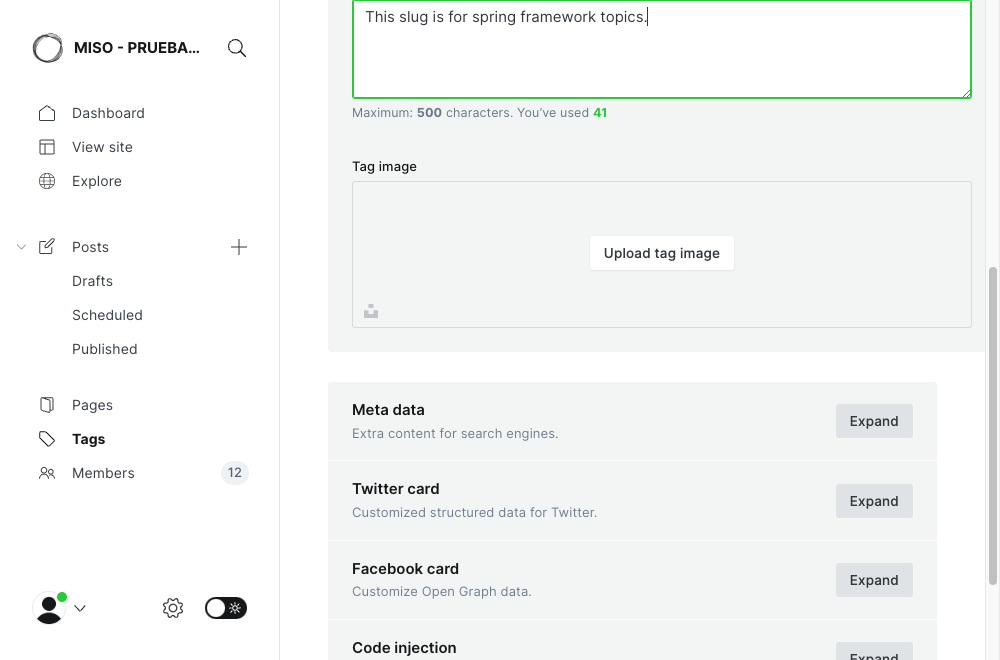 MISO - PRUEBA...
Dashboard
View site
Explore
Posts
Drafts
Scheduled
Published
Pages
Tags
Members 12
This slug is for spring framework topics.
Maximum: 500 characters. You've used 41
Tag image
Upload tag image
Meta data
Extra content for search engines.
Expand
Twitter card
Customized structured data for Twitter.
Expand
Facebook card
Customize Open Graph data.
Expand
Code injection
Expand